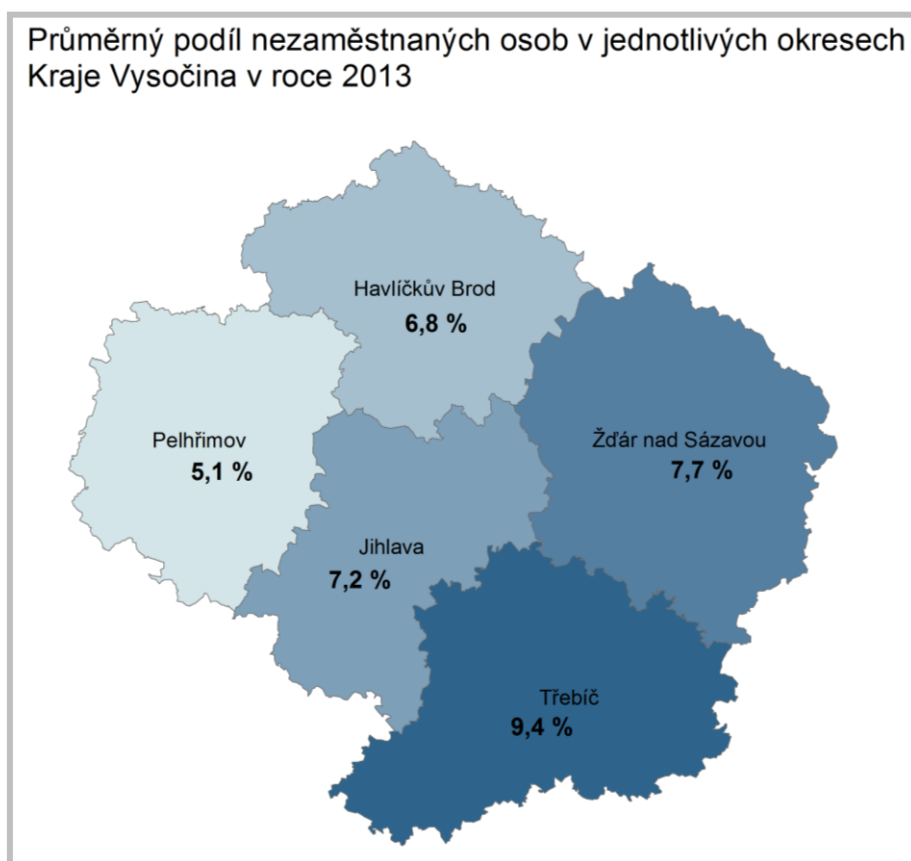 Průměrný podíl nezaměstnaných osob v jednotlivých okresech
Kraje Vysočina v roce 2013
Havlíčkův Brod
6,8 %
Pelhřimov
5,1 %
Žďár nad Sázavou
7,7 %
Jihlava
7,2 %
Třebíč
9,4 %